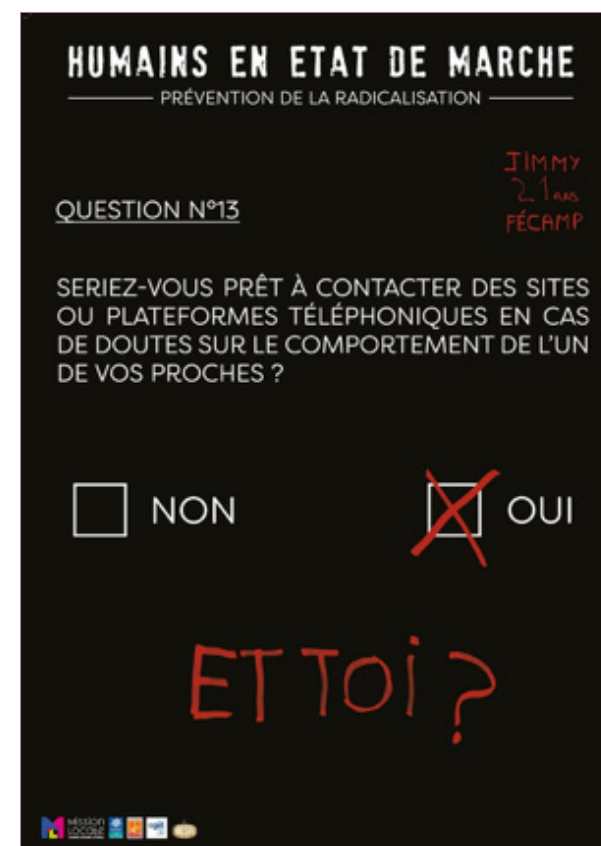 HUMAINS EN ETAT DE MARCHE
PRÉVENTION DE LA RADICALISATION
JIMMY
21 ANS
FÉCAMP
QUESTION N°13
SERIEZ-VOUS PRÊT À CONTACTER DES SITES
OU PLATEFORMES TÉLÉPHONIQUES EN CAS
DE DOUTES SUR LE COMPORTEMENT DE L'UN
DE VOS PROCHES ?
NON
OUI
ET TOI ?
MISSION
LOCALE